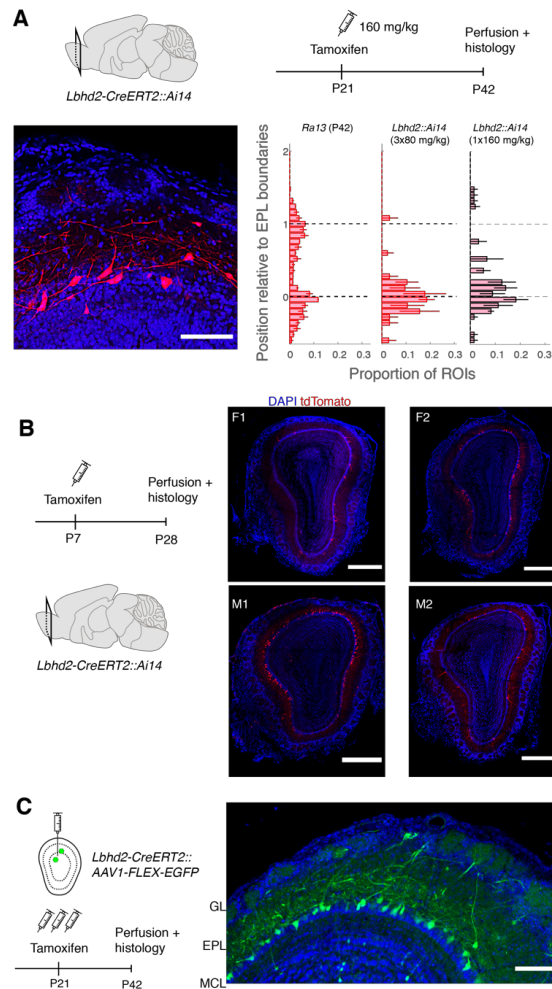 A
160 mg/kg
Tamoxifen
Perfusion +
histology
P21
P42
Lbhd2-CreERT2::Ai14
Ra13 (P42)
Lbhd2::Ai14
(3x80 mg/kg)
Lbhd2::Ai14
(1x160 mg/kg)
Position relative to EPL boundaries
2
1
0
0 0.1 0.2 0.3
0 0.1 0.2 0.3
0 0.1 0.2 0.3
Proportion of ROIs
B
DAPI tdTomato
F1
F2
Tamoxifen
Perfusion +
histology
P7
P28
M1
M2
Lbhd2-CreERT2::Ai14
C
Lbhd2-CreERT2::
AAV1-FLEX-EGFP
Tamoxifen
Perfusion +
histology
P21
P42
GL
EPL
MCL